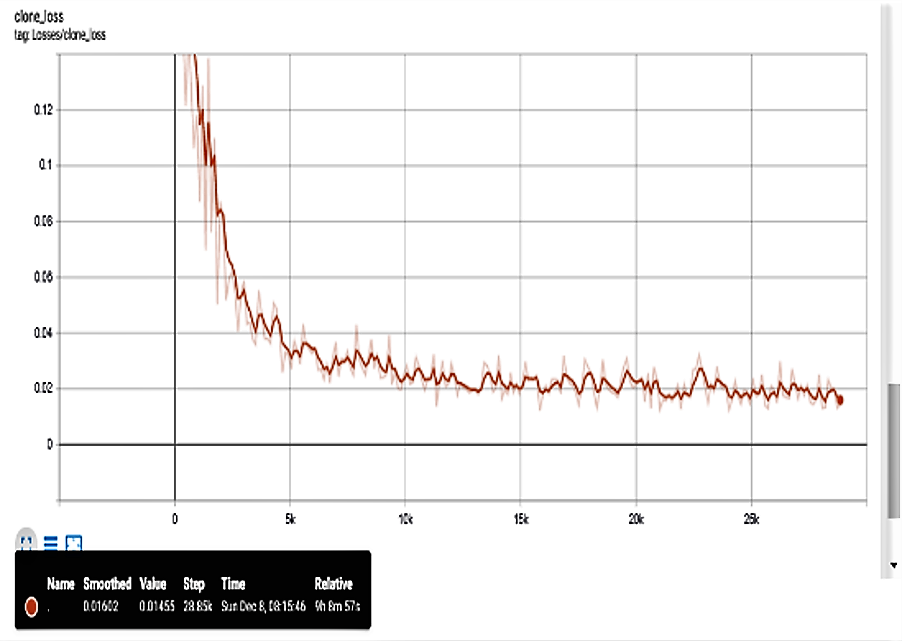 clone_loss
tag: Losses/clone_loss
0.12
0.1
0.08
0.06
0.04
0.02
0
0 5k 10k 15k 20k 25k
Name Smoothed Value Step Time Relative
. 0.01602 0.01455 28.85k Sun Dec 8, 08:15:46 9h 8m 57s